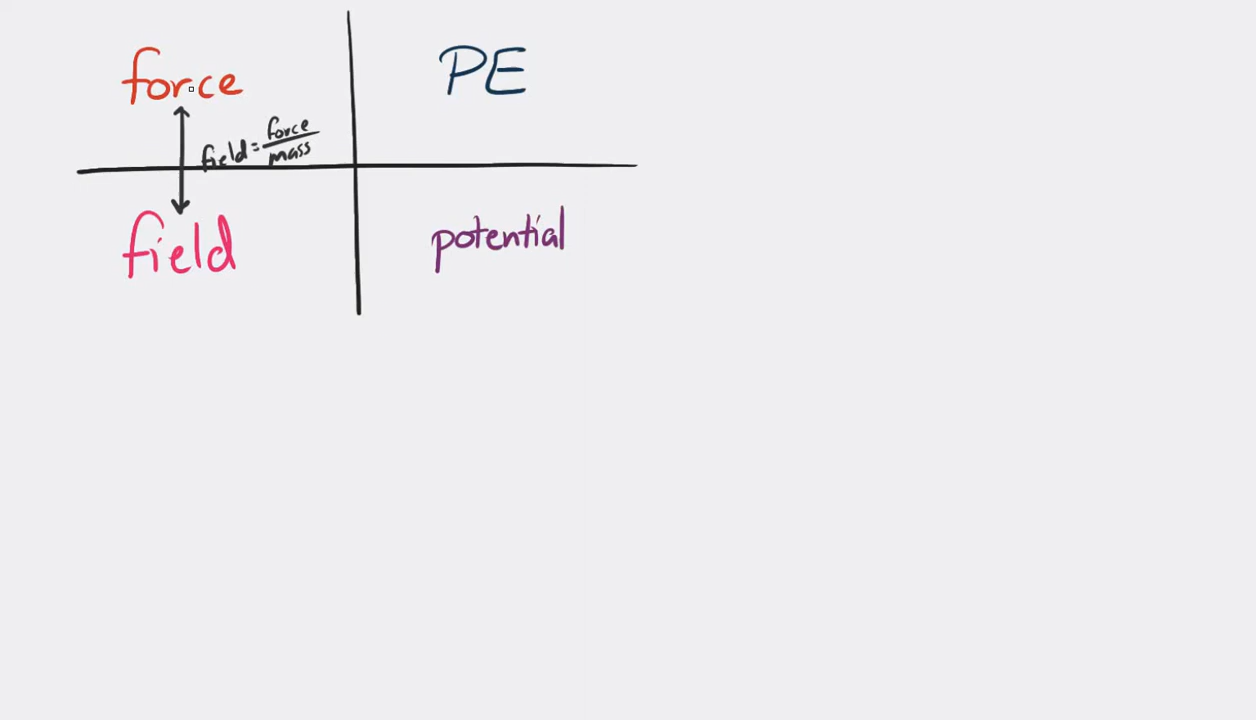 force
PE
field = force / mass
field
potential